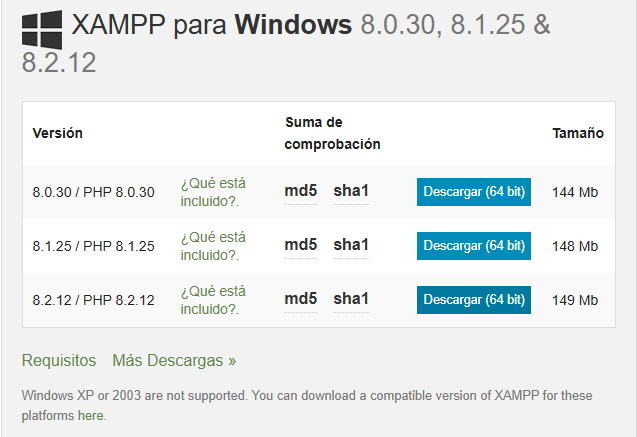 XAMPP para Windows 8.0.30, 8.1.25 &
8.2.12
Versión Suma de comprobación Tamaño
8.0.30 / PHP 8.0.30 ¿Qué está incluido?. md5 sha1 Descargar (64 bit) 144 Mb
8.1.25 / PHP 8.1.25 ¿Qué está incluido?. md5 sha1 Descargar (64 bit) 148 Mb
8.2.12 / PHP 8.2.12 ¿Qué está incluido?. md5 sha1 Descargar (64 bit) 149 Mb
Requisitos Más Descargas »
Windows XP or 2003 are not supported. You can download a compatible version of XAMPP for these
platforms here.